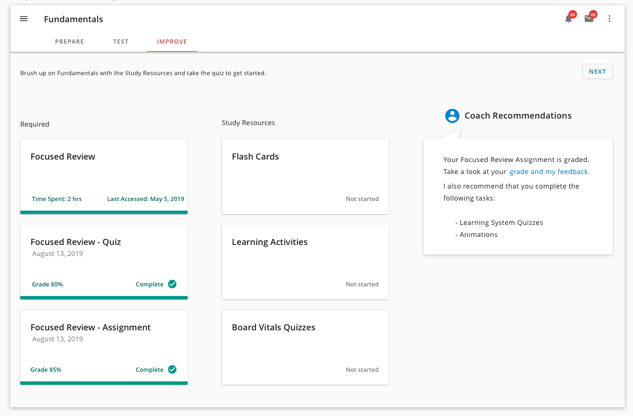 Fundamentals
PREPARE TEST IMPROVE
Brush up on Fundamentals with the Study Resources and take the quiz to get started.
NEXT
Required
Focused Review
Time Spent: 2 hrs Last Accessed: May 5, 2019
Focused Review - Quiz
August 13, 2019
Grade 80% Complete
Focused Review - Assignment
August 13, 2019
Grade 85% Complete
Study Resources
Flash Cards
Not started
Learning Activities
Not started
Board Vitals Quizzes
Not started
Coach Recommendations
Your Focused Review Assignment is graded.
Take a look at your grade and my feedback.
I also recommend that you complete the
following tasks:
- Learning System Quizzes
- Animations